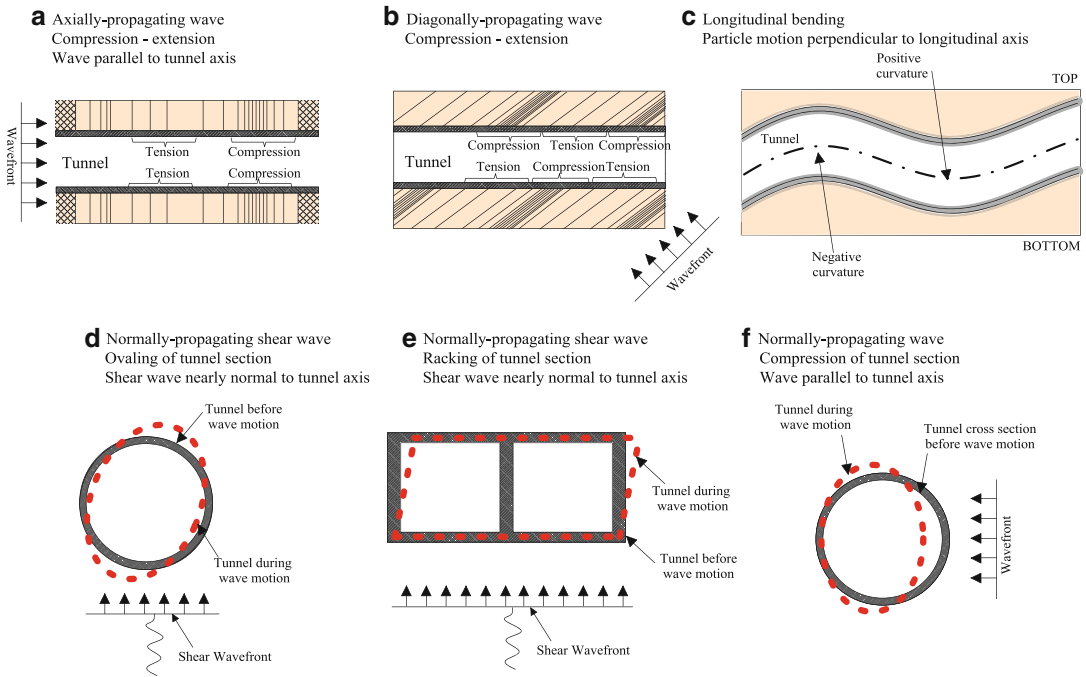 a Axially-propagating wave
Compression - extension
Wave parallel to tunnel axis
Wavefront
Tunnel
Tension
Compression
Tension
Compression
b Diagonally-propagating wave
Compression - extension
Tunnel
Compression
Tension
Compression
Tension
Compression
Tension
Wavefront
c Longitudinal bending
Particle motion perpendicular to longitudinal axis
Positive
curvature
TOP
Tunnel
Negative
curvature
BOTTOM
d Normally-propagating shear wave
Ovaling of tunnel section
Shear wave nearly normal to tunnel axis
Tunnel before
wave motion
Tunnel during
wave motion
Shear Wavefront
e Normally-propagating shear wave
Racking of tunnel section
Shear wave nearly normal to tunnel axis
Tunnel during
wave motion
Tunnel before
wave motion
Shear Wavefront
f Normally-propagating wave
Compression of tunnel section
Wave parallel to tunnel axis
Tunnel during
wave motion
Tunnel cross section
before wave motion
Wavefront